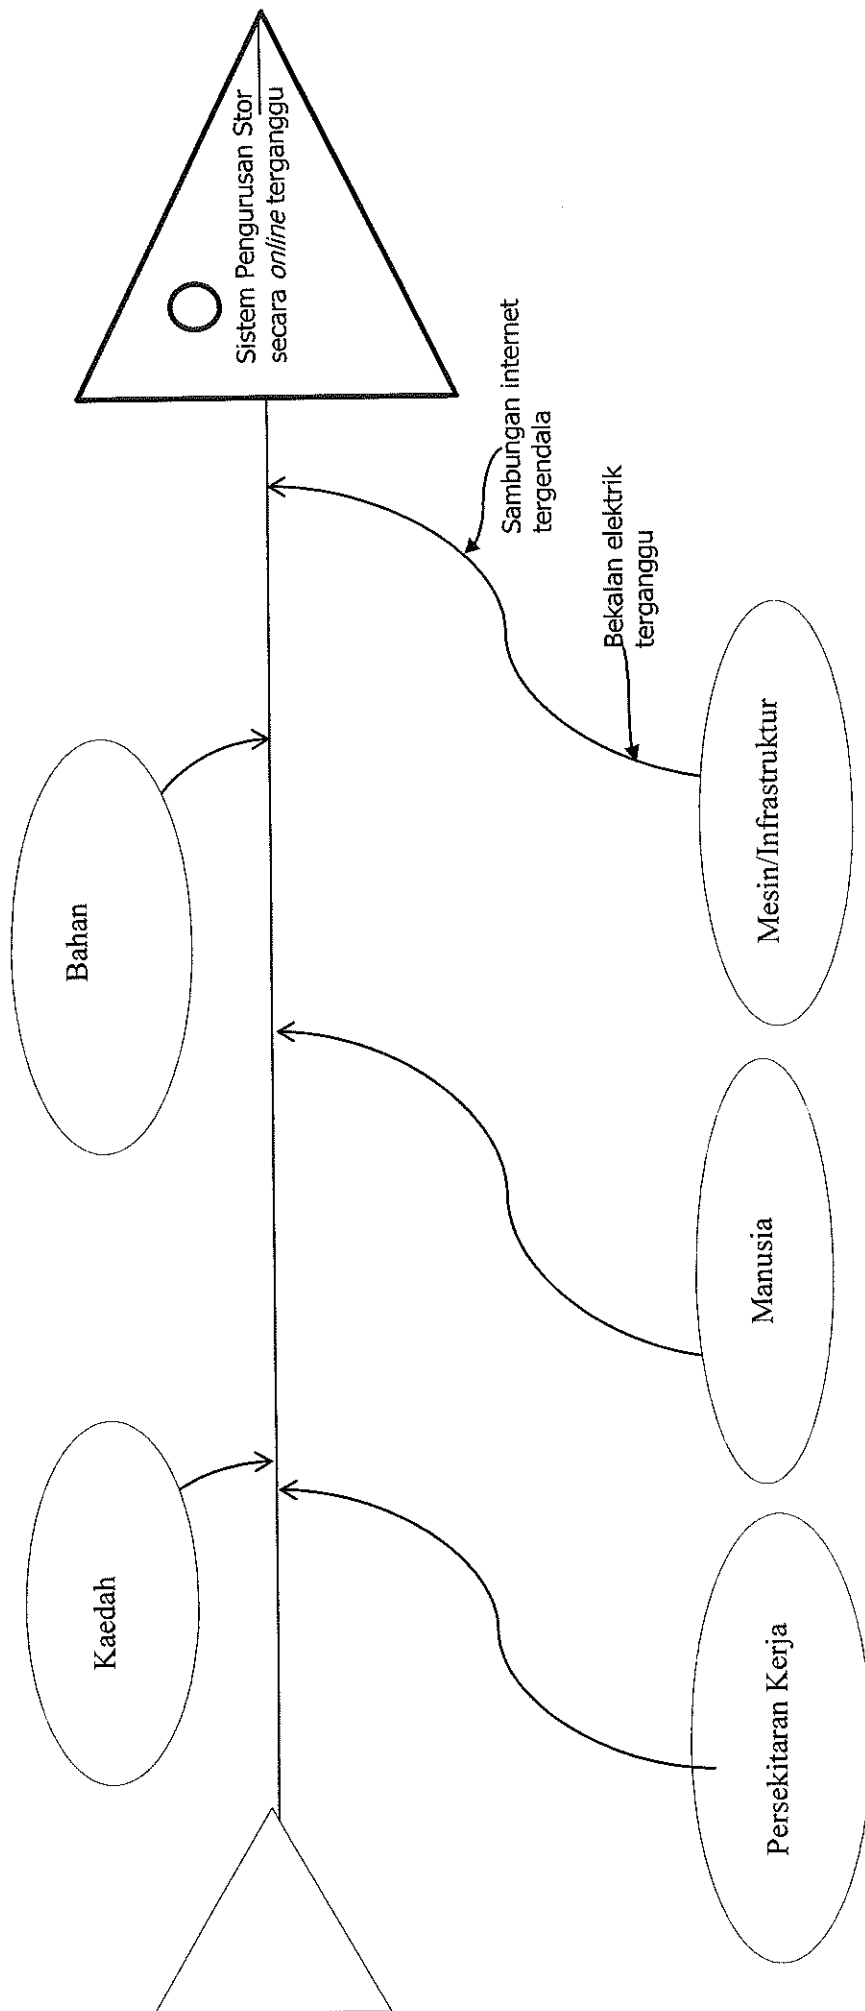 Kaedah
Bahan
Sistem Pengurusan Stor
secara online terganggu
Sambungan internet
tergendala
Bekalan elektrik
terganggu
Persekitaran Kerja
Manusia
Mesin/Infrastruktur